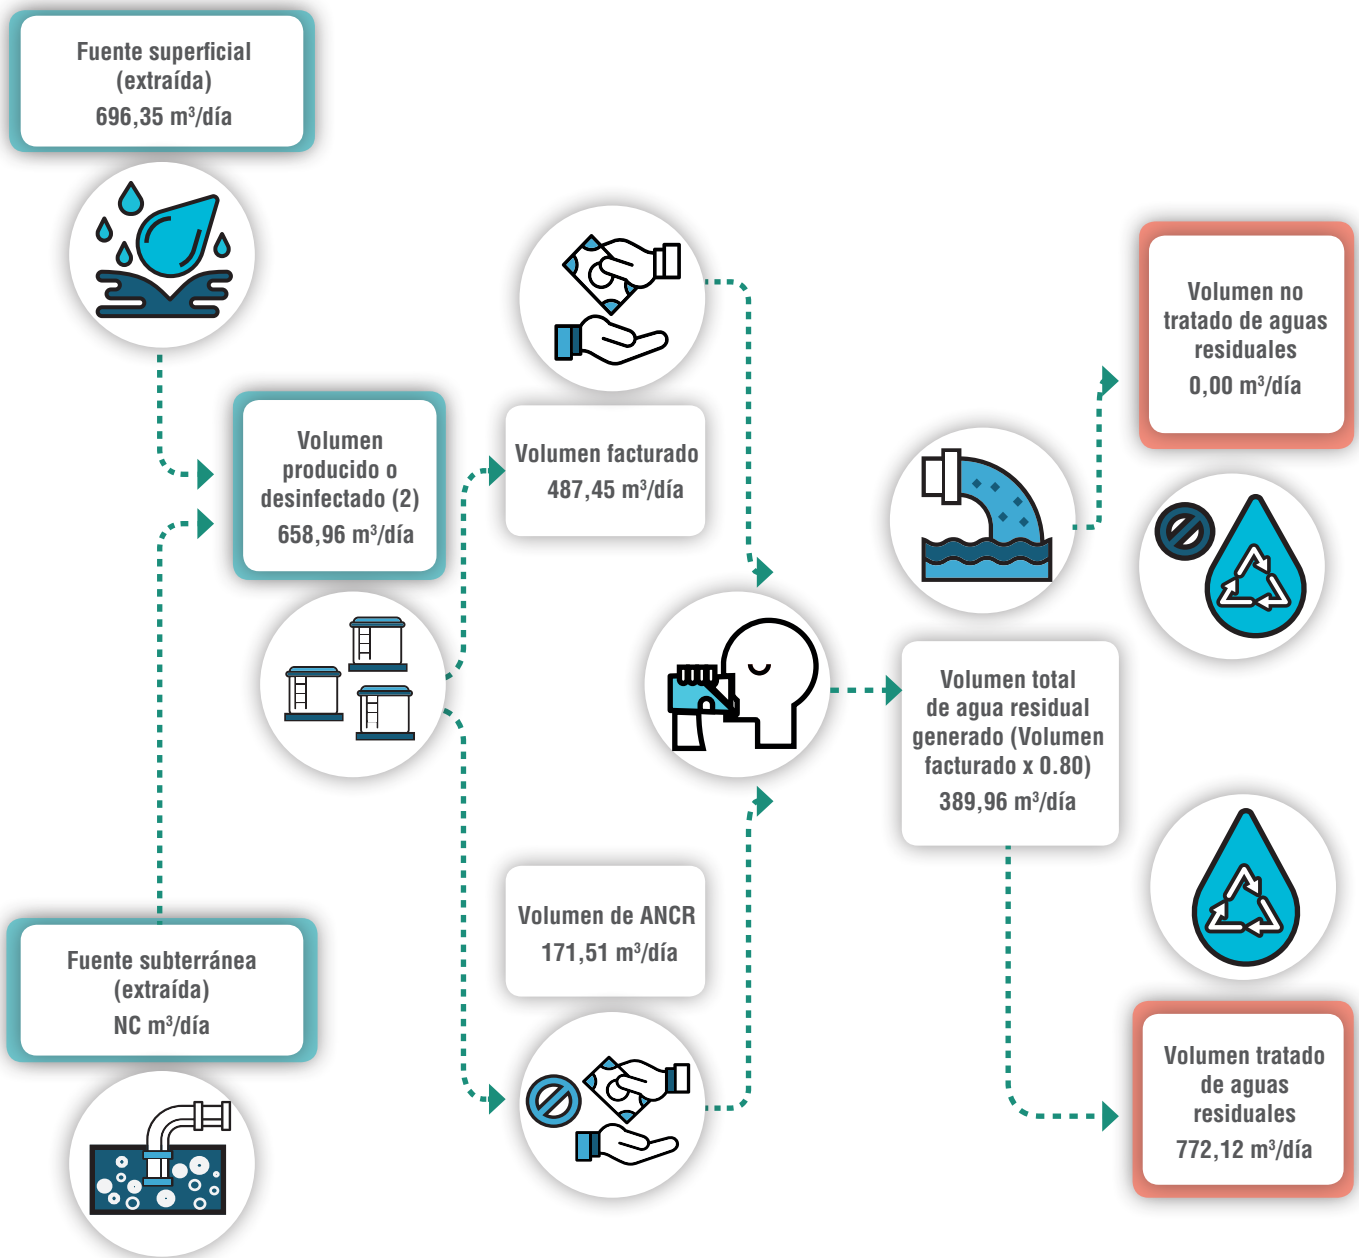 Fuente superficial
(extraída)
696,35 m³/día
Volumen
producido o
desinfectado (2)
658,96 m³/día
Fuente subterránea
(extraída)
NC m³/día
Volumen facturado
487,45 m³/día
Volumen de ANCR
171,51 m³/día
Volumen total
de agua residual
generado (Volumen
facturado x 0.80)
389,96 m³/día
Volumen no
tratado de aguas
residuales
0,00 m³/día
Volumen tratado
de aguas
residuales
772,12 m³/día